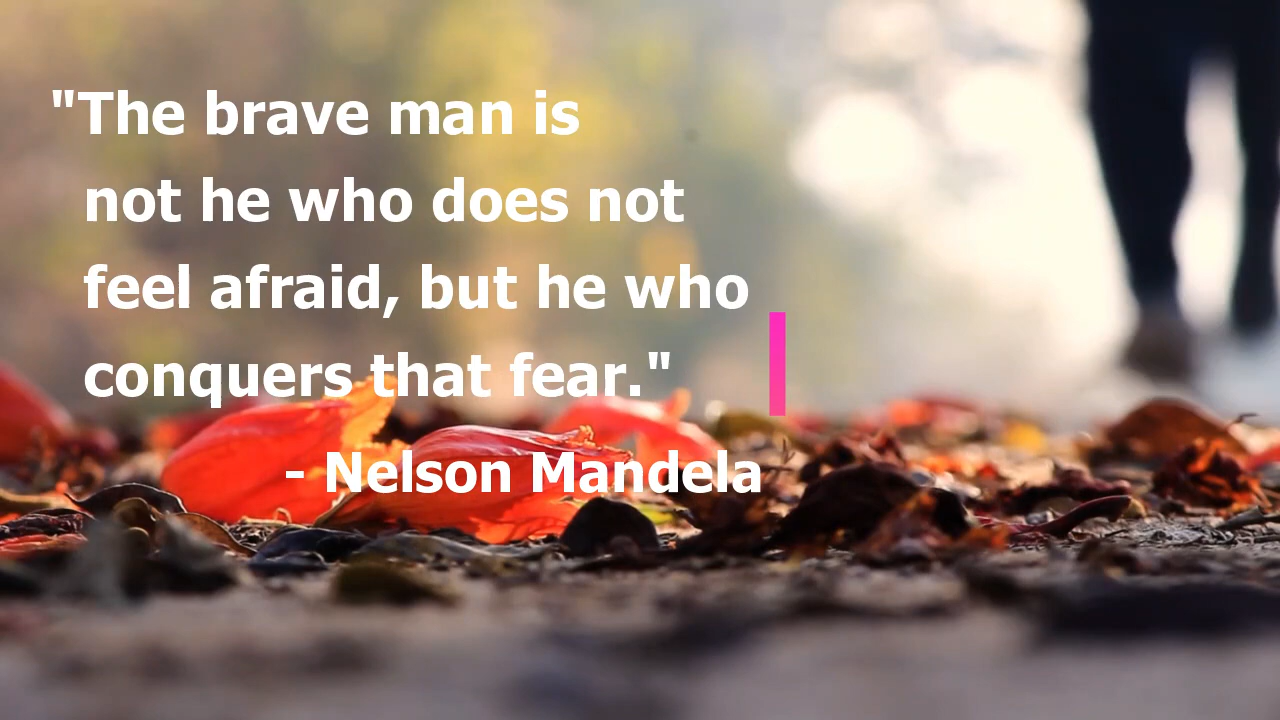 "The brave man is
not he who does not
feel afraid, but he who
conquers that fear."
- Nelson Mandela